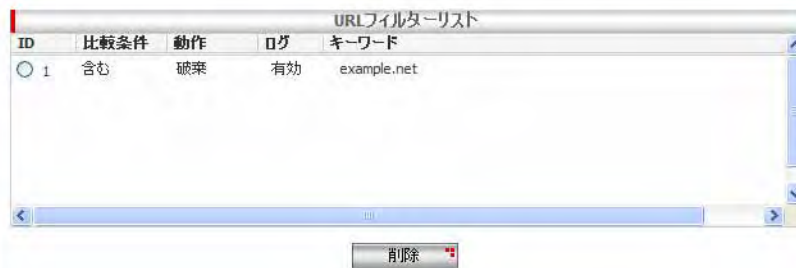 URLフィルターリスト
ID 比較条件 動作 ログ キーワード
1 含む 破棄 有効 example.net
削除